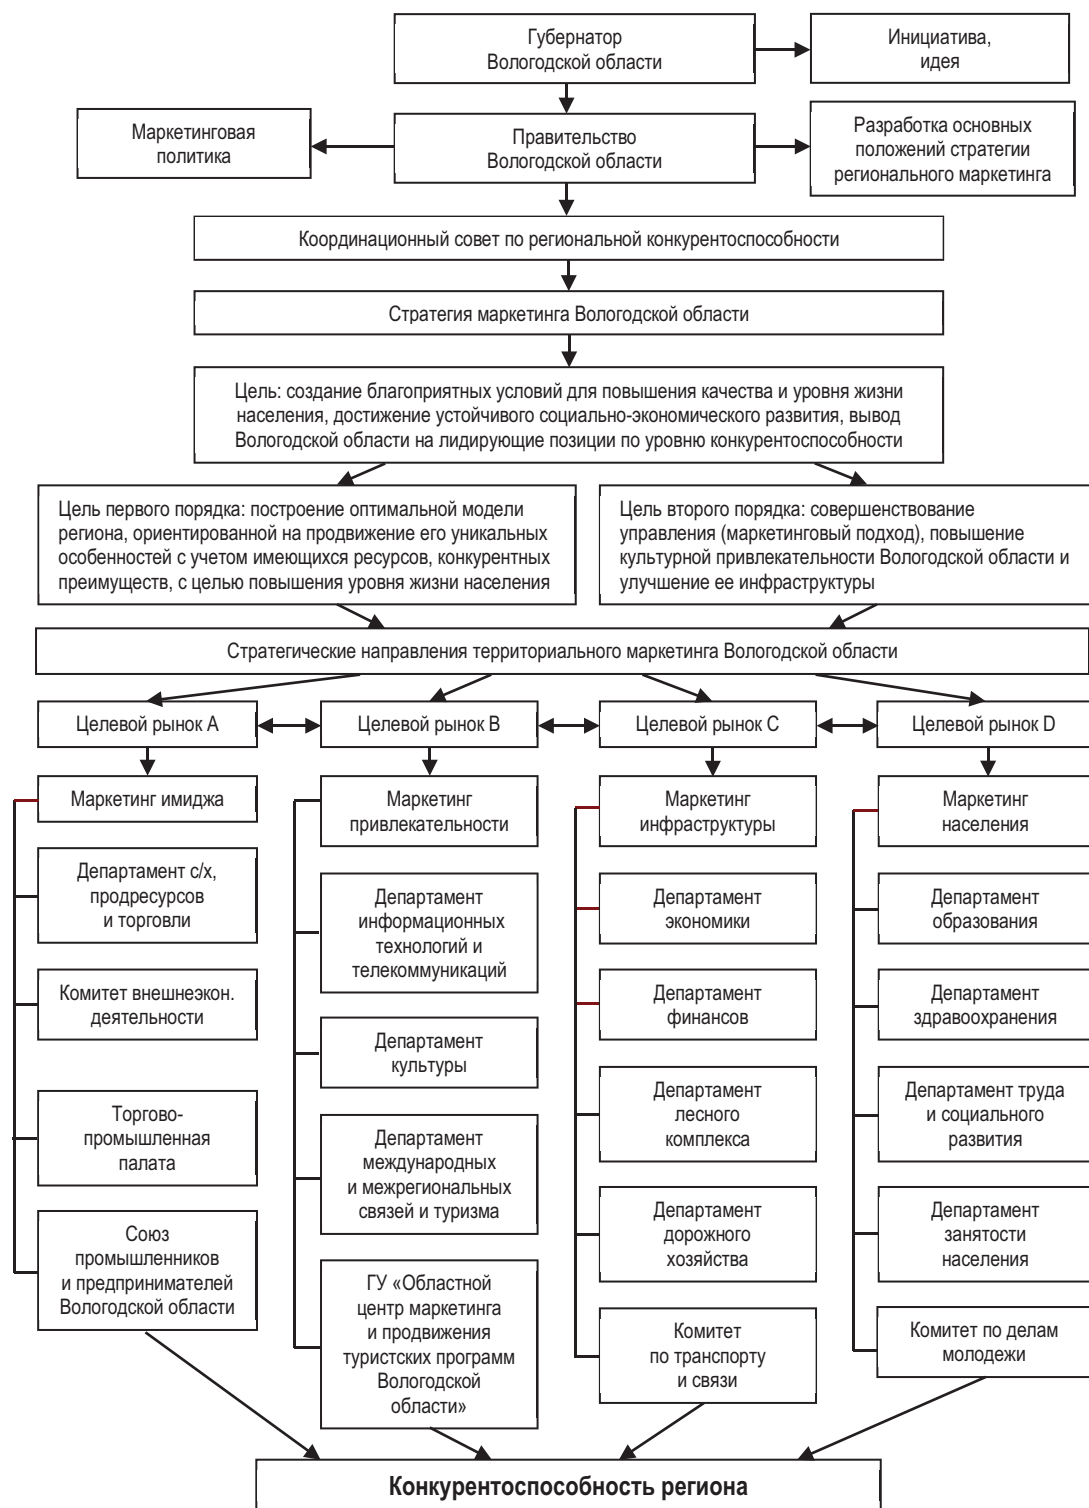 Губернатор
Вологодской области
Инициатива,
идея
Маркетинговая
политика
Правительство
Вологодской области
Разработка основных
положений стратегии
регионального маркетинга
Координационный совет по региональной конкурентоспособности
Стратегия маркетинга Вологодской области
Цель: создание благоприятных условий для повышения качества и уровня жизни
населения, достижение устойчивого социально-экономического развития, вывод
Вологодской области на лидирующие позиции по уровню конкурентоспособности
Цель первого порядка: построение оптимальной модели
региона, ориентированной на продвижение его уникальных
особенностей с учетом имеющихся ресурсов, конкурентных
преимуществ, с целью повышения уровня жизни населения
Цель второго порядка: совершенствование
управления (маркетинговый подход), повышение
культурной привлекательности Вологодской области и
улучшение ее инфраструктуры
Стратегические направления территориального маркетинга Вологодской области
Целевой рынок A
Целевой рынок B
Целевой рынок C
Целевой рынок D
Маркетинг имиджа
Департамент с/х,
продресурсов
и торговли
Комитет внешнеэкон.
деятельности
Торгово-
промышленная
палата
Союз
промышленников
и предпринимателей
Вологодской области
Маркетинг
привлекательности
Департамент
информационных
технологий и
телекоммуникаций
Департамент
культуры
Департамент
международных
и межрегиональных
связей и туризма
ГУ «Областной
центр маркетинга
и продвижения
туристских программ
Вологодской
области»
Маркетинг
инфраструктуры
Департамент
экономики
Департамент
финансов
Департамент
лесного
комплекса
Департамент
дорожного
хозяйства
Комитет
по транспорту
и связи
Маркетинг
населения
Департамент
образования
Департамент
здравоохранения
Департамент труда
и социального
развития
Департамент
занятости
населения
Комитет по делам
молодежи
Конкурентоспособность региона